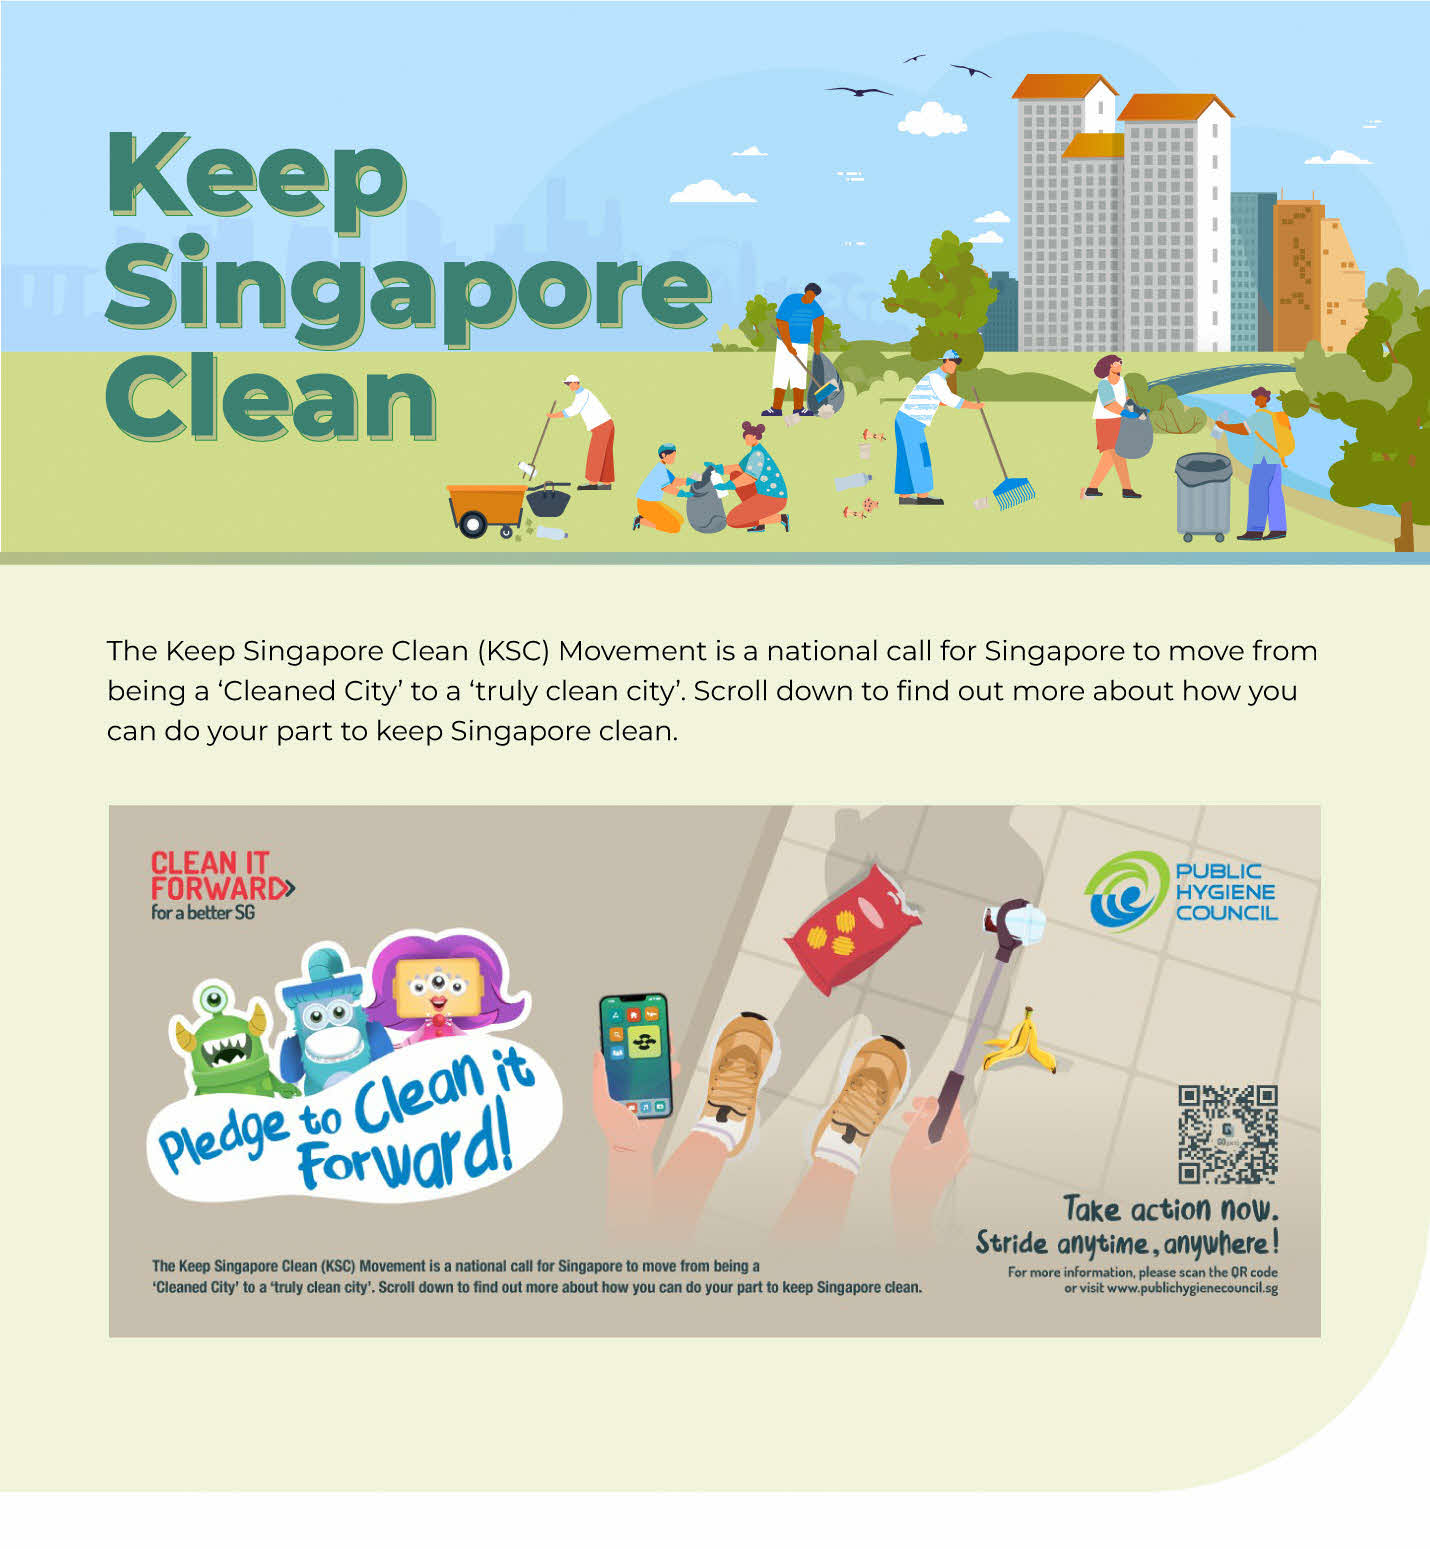 Keep
Singapore
Clean
The Keep Singapore Clean (KSC) Movement is a national call for Singapore to move from
being a ‘Cleaned City’ to a ‘truly clean city’. Scroll down to find out more about how you
can do your part to keep Singapore clean.
CLEAN IT
FORWARD
for a better SG
PUBLIC
HYGIENE
COUNCIL
Pledge to Clean it
Forward!
Take action now.
Stride anytime, anywhere!
The Keep Singapore Clean (KSC) Movement is a national call for Singapore to move from being a
‘Cleaned City’ to a ‘truly clean city’. Scroll down to find out more about how you can do your part to keep Singapore clean.
For more information, please scan the QR code
or visit www.publichygienecouncil.sg